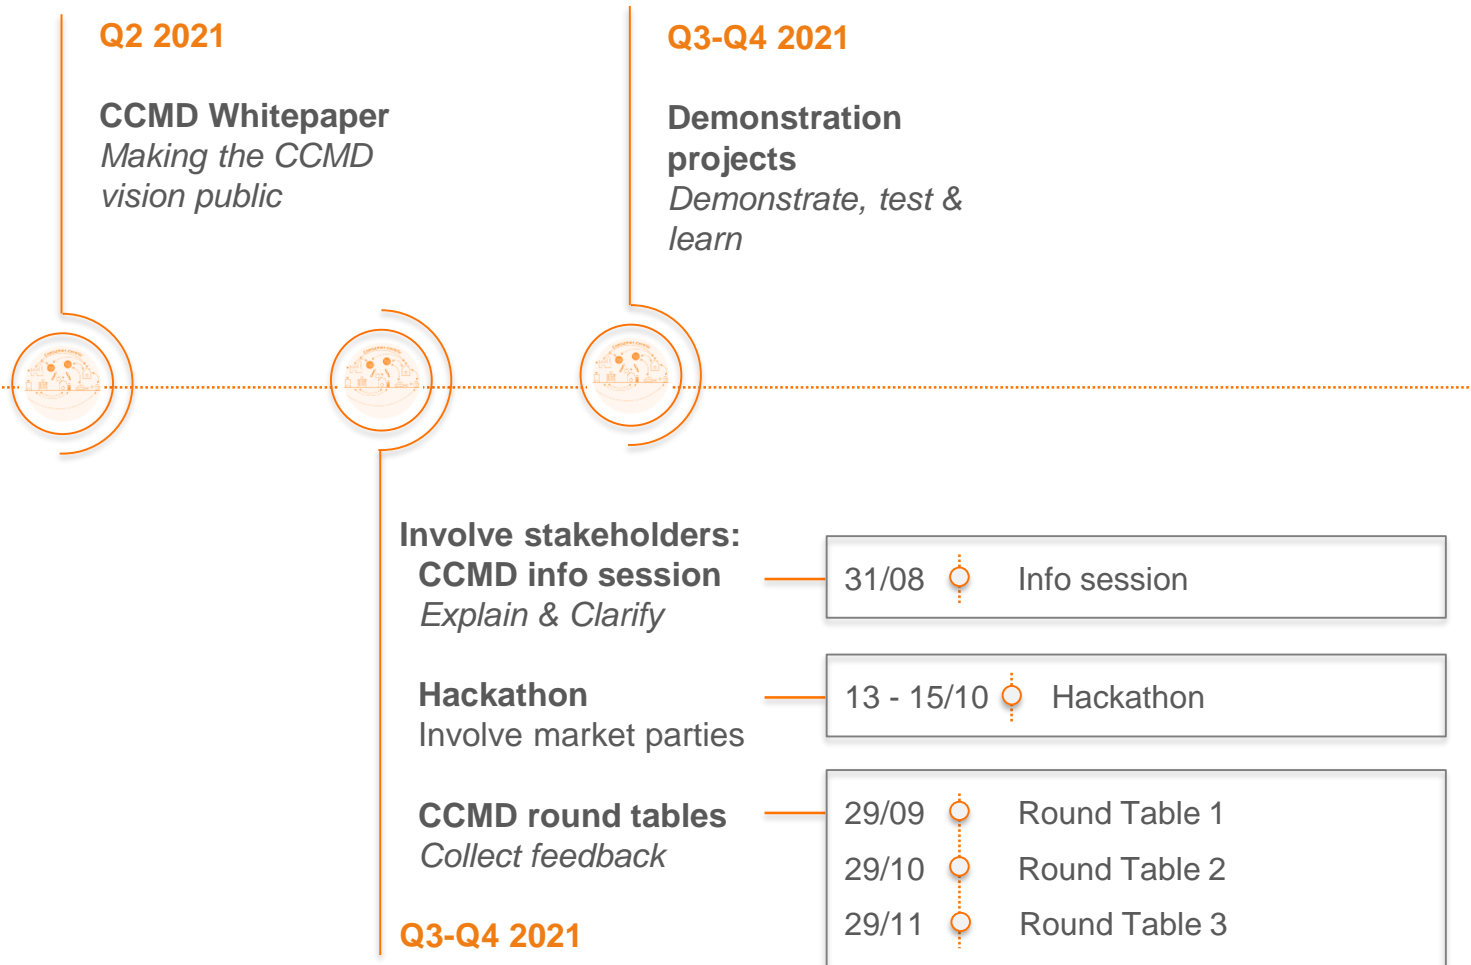 Q2 2021
CCMD Whitepaper
Making the CCMD
vision public
Q3-Q4 2021
Demonstration
projects
Demonstrate, test &
learn
Involve stakeholders:
CCMD info session
Explain & Clarify
31/08 Info session
Hackathon
Involve market parties
13 - 15/10 Hackathon
CCMD round tables
Collect feedback
29/09 Round Table 1
29/10 Round Table 2
29/11 Round Table 3
Q3-Q4 2021